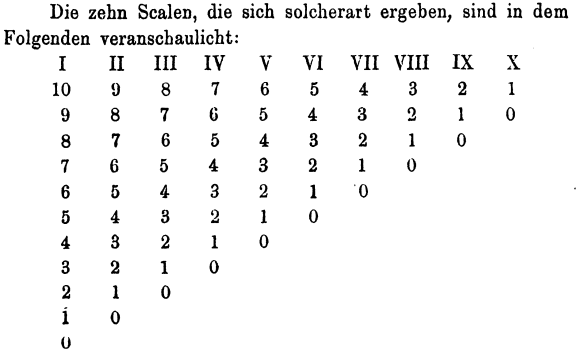 Die zehn Scalen, die sich solcherart ergeben, sind in dem
Folgenden veranschaulicht:
I II III IV V VI VII VIII IX X
10 9 8 7 6 5 4 3 2 1
9 8 7 6 5 4 3 2 1 0
8 7 6 5 4 3 2 1 0
7 6 5 4 3 2 1 0
6 5 4 3 2 1 0
5 4 3 2 1 0
4 3 2 1 0
3 2 1 0
2 1 0
1 0
0